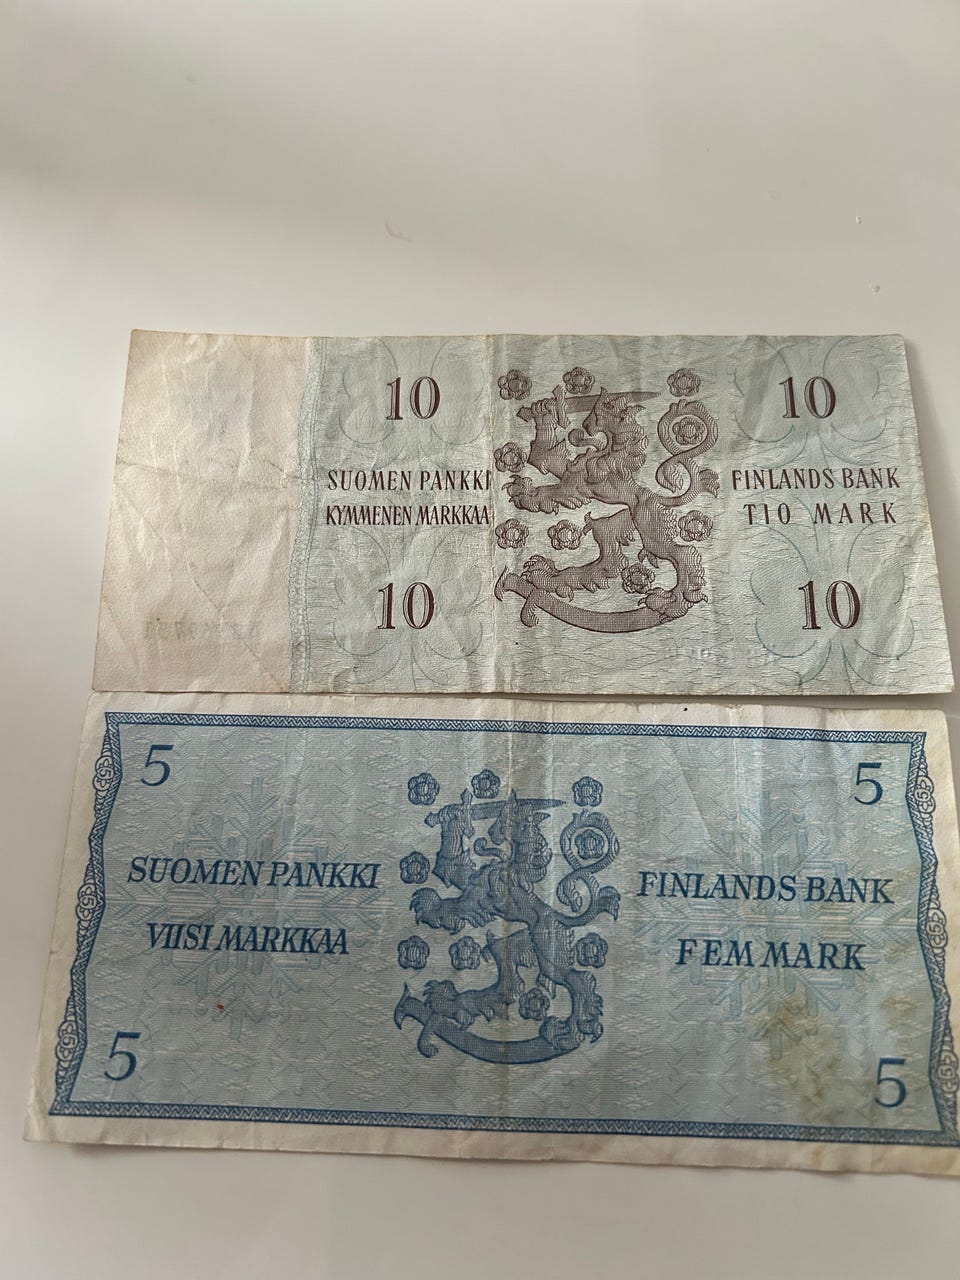 10 10
SUOMEN PANKKI FINLANDS BANK
KYMMENEN MARKKAA TIO MARK
10 10
5 5
SUOMEN PANKKI FINLANDS BANK
VIISI MARKKAA FEM MARK
5 5